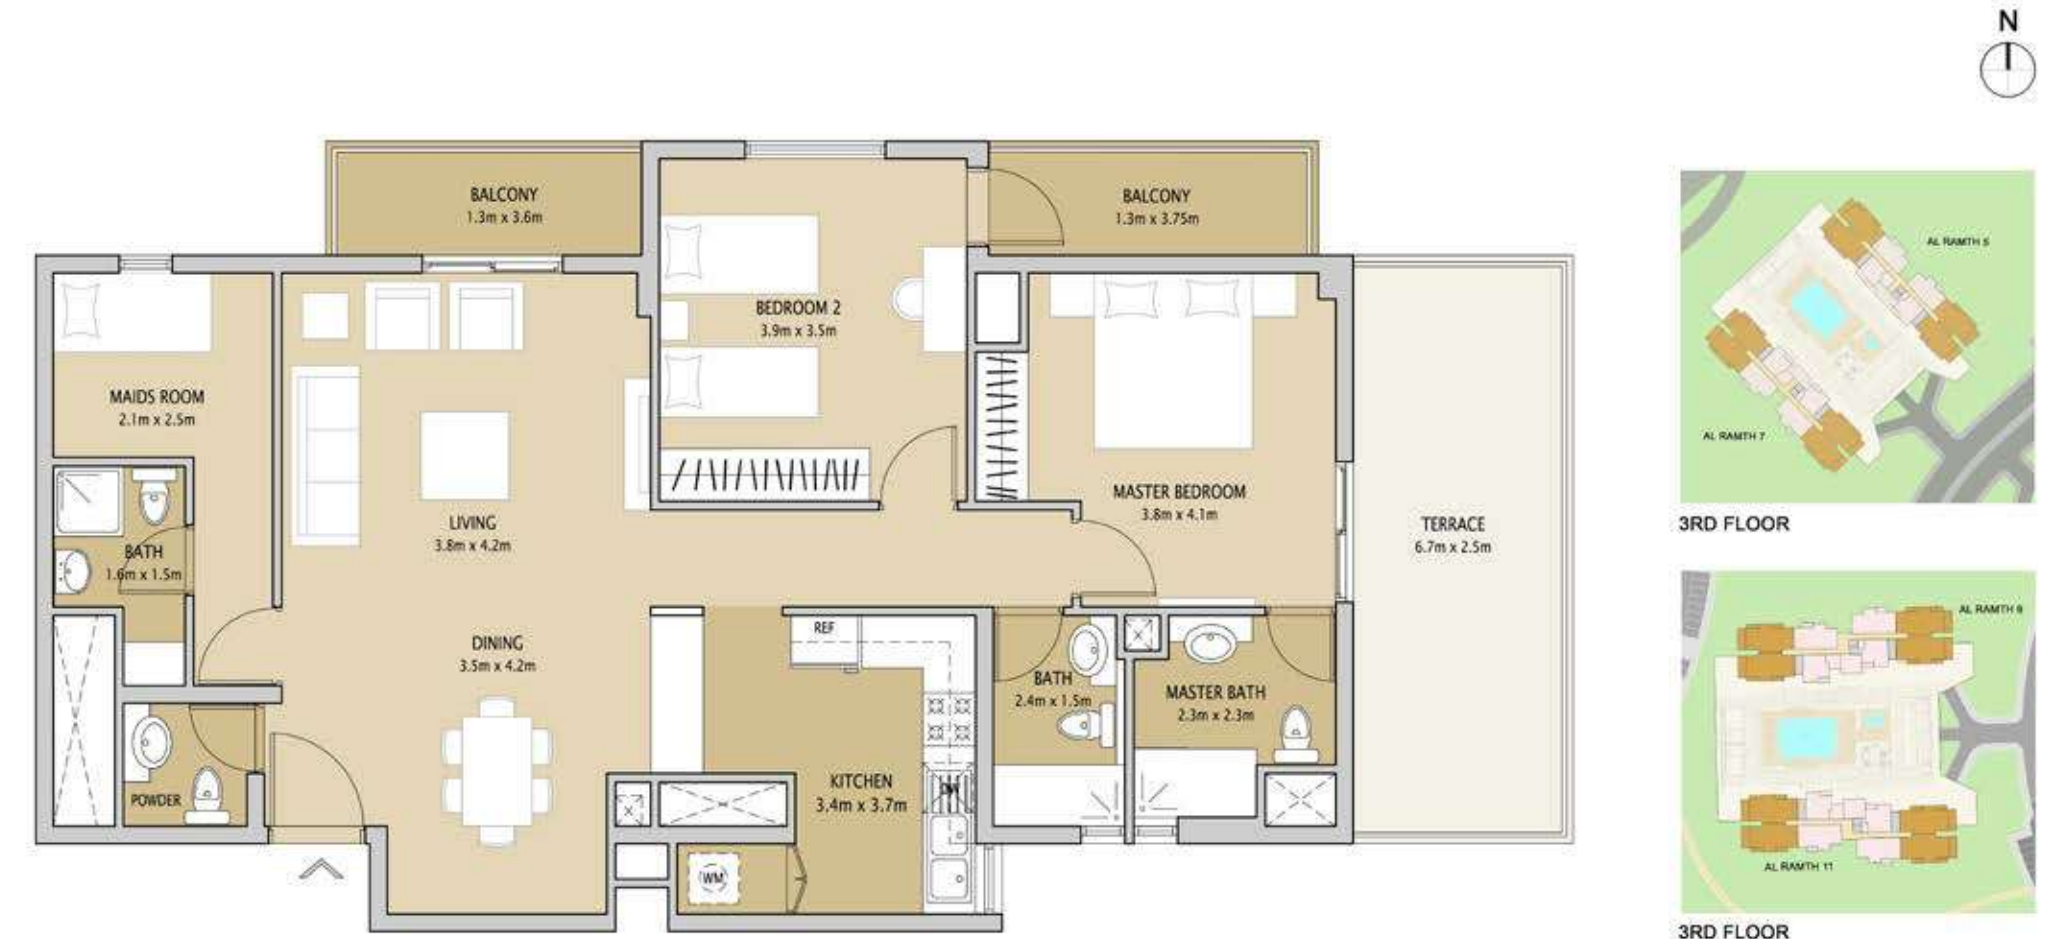 N
BALCONY
1.3m x 3.6m
BALCONY
1.3m x 3.75m
BEDROOM 2
3.9m x 3.5m
MAIDS ROOM
2.1m x 2.5m
MASTER BEDROOM
3.8m x 4.1m
LIVING
3.8m x 4.2m
TERRACE
6.7m x 2.5m
BATH
1.6m x 1.5m
DINING
3.5m x 4.2m
REF
BATH
2.4m x 1.5m
MASTER BATH
2.3m x 2.3m
POWDER
KITCHEN
3.4m x 3.7m
DW
WM
AL RAMTH 5
AL RAMTH 7
3RD FLOOR
AL RAMTH 11
3RD FLOOR